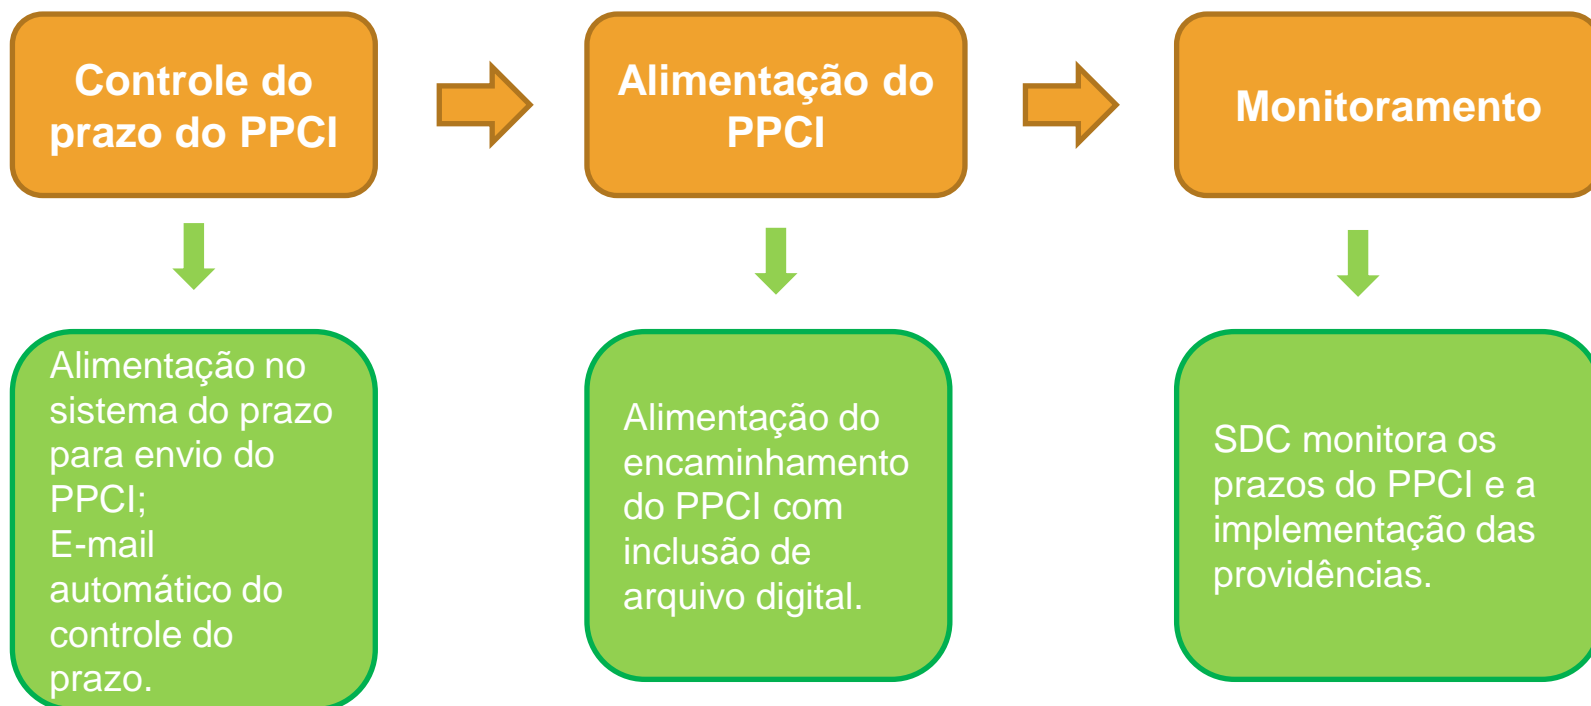 Controle do
prazo do PPCI
Alimentação do
PPCI
Monitoramento
Alimentação no
sistema do prazo
para envio do
PPCI;
E-mail
automático do
controle do
prazo.
Alimentação do
encaminhamento
do PPCI com
inclusão de
arquivo digital.
SDC monitora os
prazos do PPCI e a
implementação das
providências.